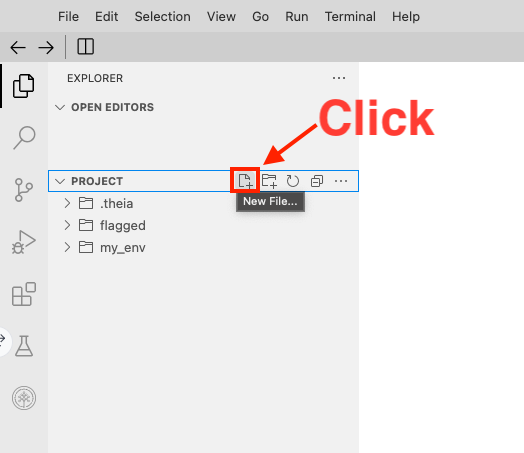 File Edit Selection View Go Run Terminal Help
EXPLORER
OPEN EDITORS
Click
PROJECT
New File...
.theia
flagged
my_env